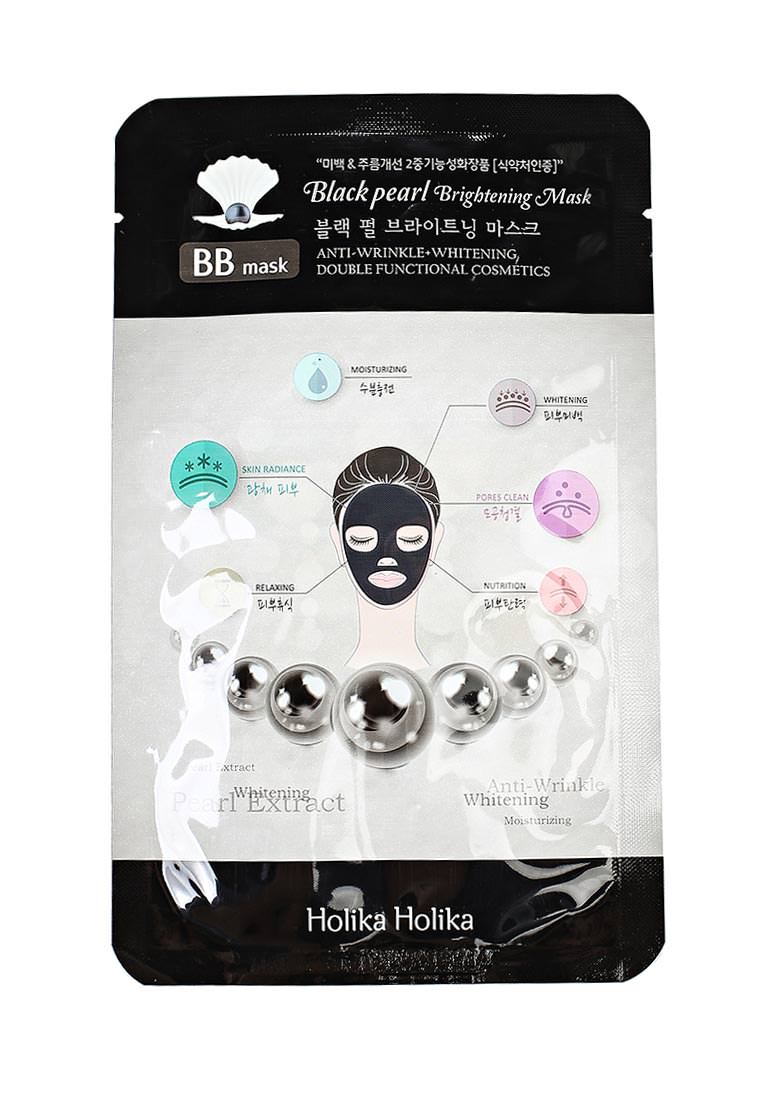 “미백 & 주름개선 2중기능성화장품 [식약처인증]”
Black pearl Brightening Mask
블랙 펄 브라이트닝 마스크
BB mask
ANTI-WRINKLE+WHITENING,
DOUBLE FUNCTIONAL COSMETICS
MOISTURIZING
수분충전
WHITENING
피부미백
SKIN RADIANCE
광채 피부
PORES CLEAN
모공청결
RELAXING
피부휴식
NUTRITION
피부탄력
Pearl Extract
Whitening
Pearl Extract
Anti-Wrinkle
Whitening
Moisturizing
Holika Holika